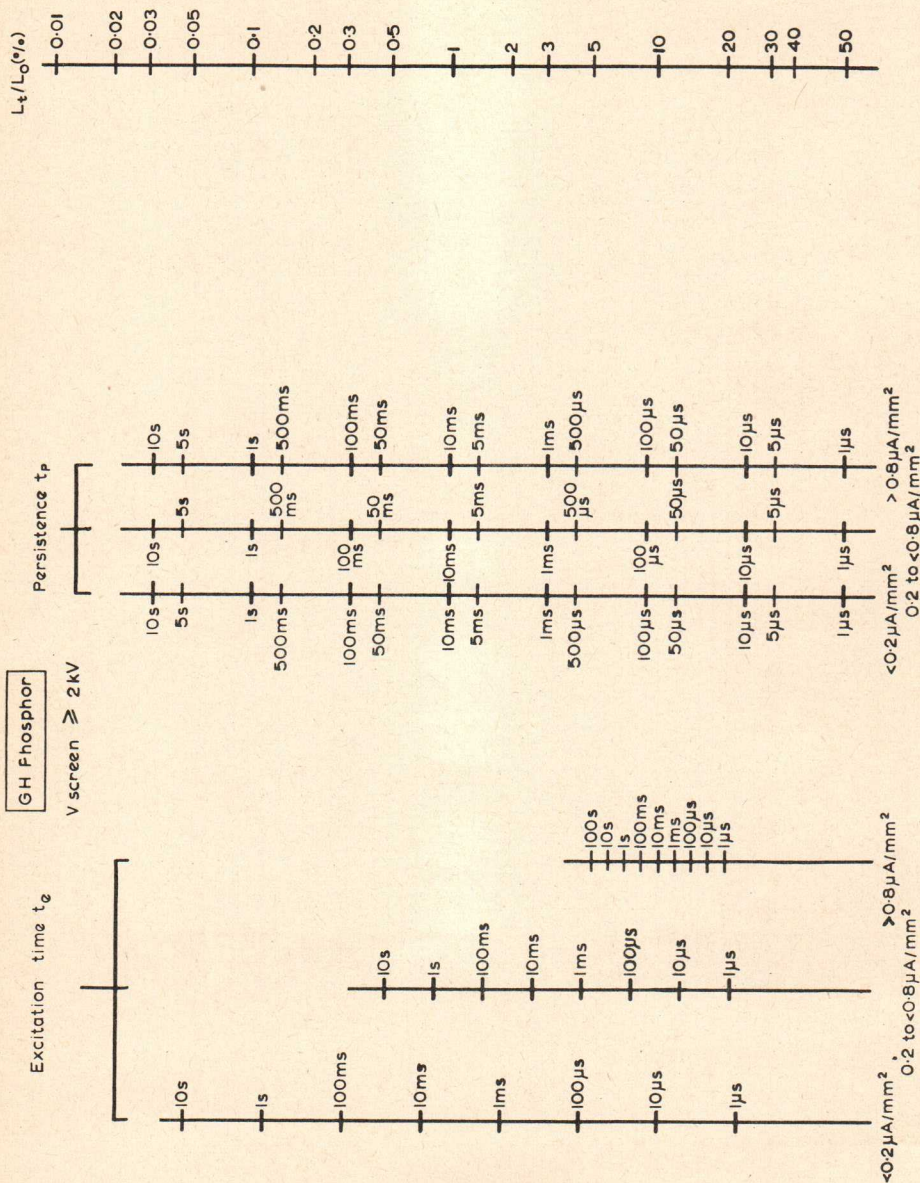 GH Phosphor
V screen ⩾ 2kV
Excitation time tₑ
10s
1s
100ms
10ms
1ms
100µs
10µs
1µs
<0·2µA/mm²
10s
1s
100ms
10ms
1ms
100µs
10µs
1µs
0·2 to <0·8µA/mm²
100s
10s
1s
100ms
10ms
1ms
100µs
10µs
1µs
>0·8µA/mm²
Persistence tₚ
10s
5s
1s
500ms
100ms
50ms
10ms
5ms
1ms
500µs
100µs
50µs
10µs
5µs
1µs
<0·2µA/mm²
10s
5s
1s
500
ms
100
ms
50
ms
10ms
5ms
1ms
500
µs
100
µs
50µs
10µs
5µs
1µs
0·2 to <0·8µA/mm²
10s
5s
1s
500ms
100ms
50ms
10ms
5ms
1ms
500µs
100µs
50µs
10µs
5µs
1µs
>0·8µA/mm²
Lₜ/L₀(%)
0·01
0·02
0·03
0·05
0·1
0·2
0·3
0·5
1
2
3
5
10
20
30
40
50